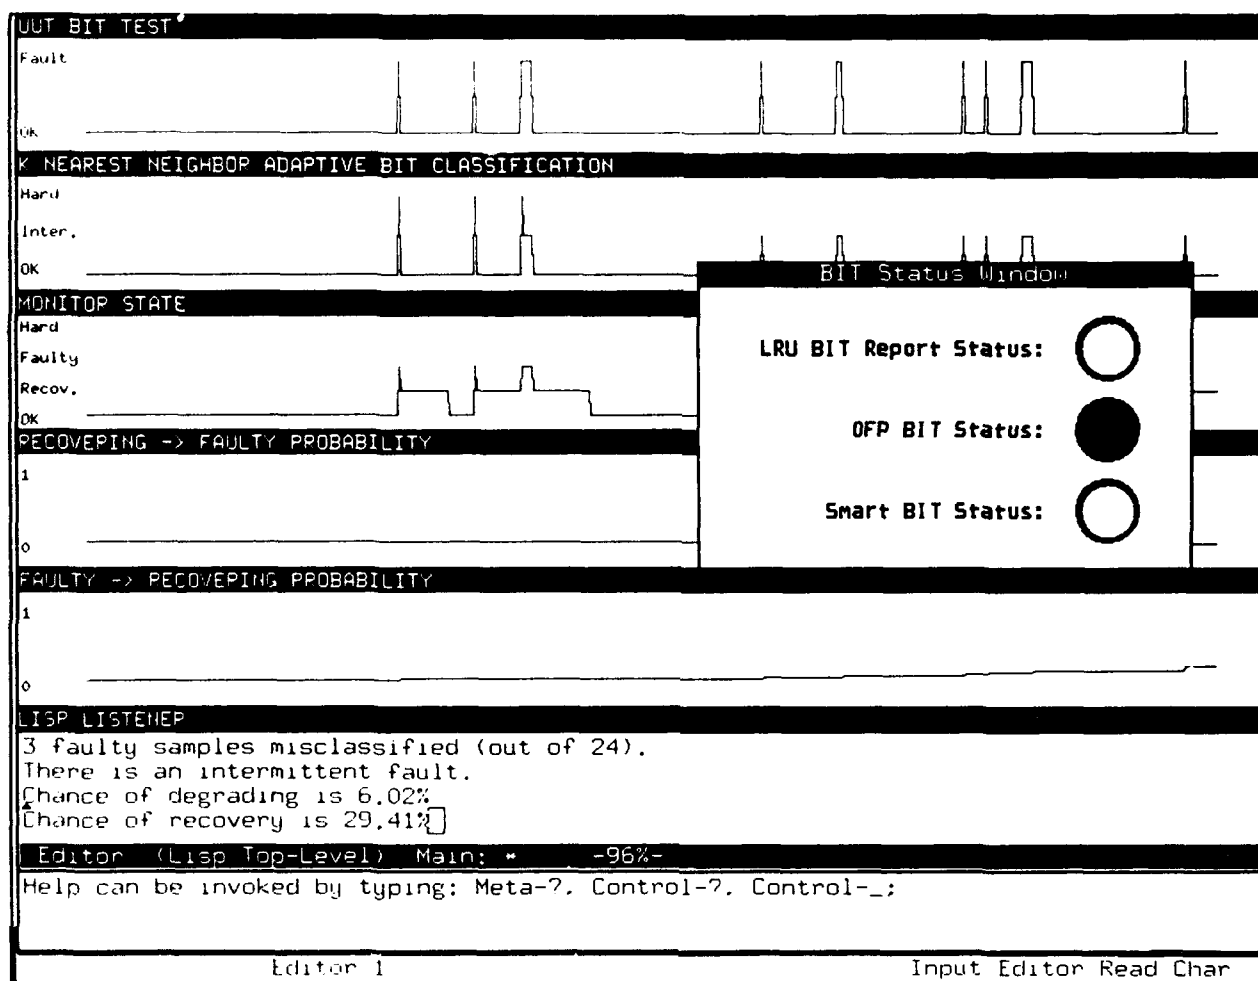 UUT BIT TEST
Fault
OK
K NEAREST NEIGHBOR ADAPTIVE BIT CLASSIFICATION
Hard
Inter.
OK
BIT Status Window
LRU BIT Report Status:
OFP BIT Status:
Smart BIT Status:
MONITOR STATE
Hard
Faulty
Recov.
OK
RECOVERING -> FAULTY PROBABILITY
1
0
FAULTY -> RECOVERING PROBABILITY
1
0
LISP LISTENER
3 faulty samples misclassified (out of 24).
There is an intermittent fault.
Chance of degrading is 6.02%
Chance of recovery is 29.41%
Editor (Lisp Top-Level) Main: * -96%-
Help can be invoked by typing: Meta-?, Control-?, Control-_;
Editor 1 Input Editor Read Char